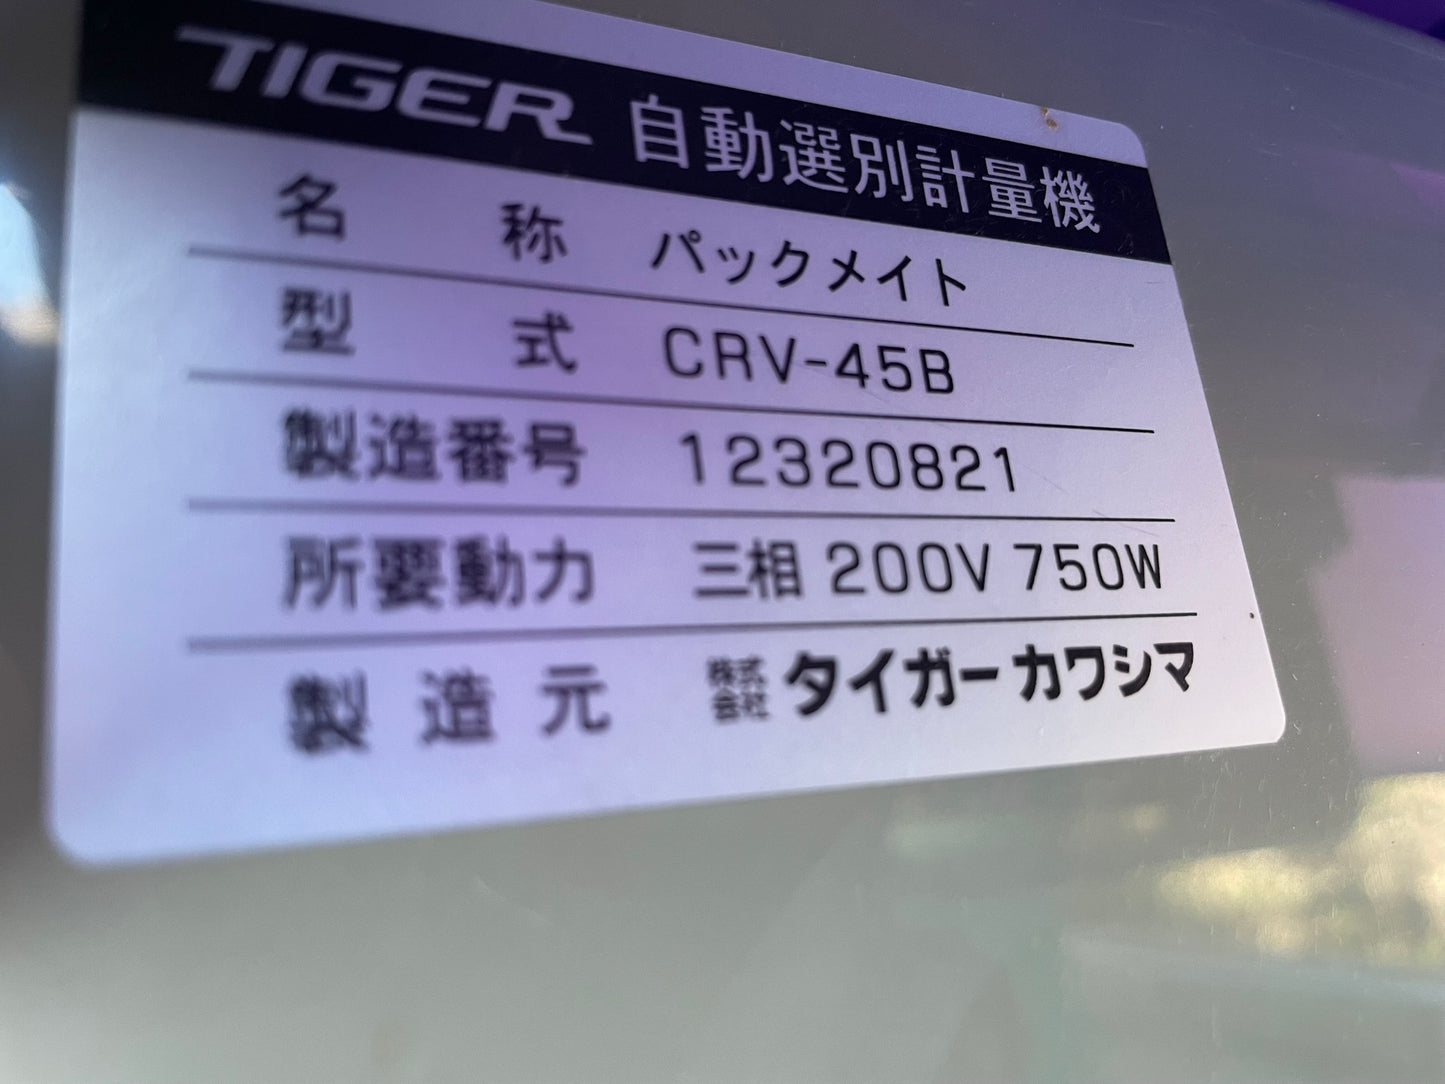 TIGER 自動選別計量機
名称 パックメイト
型式 CRV-45B
製造番号 12320821
所要動力 三相 200V 750W
製造元 株式会社 タイガーカワシマ